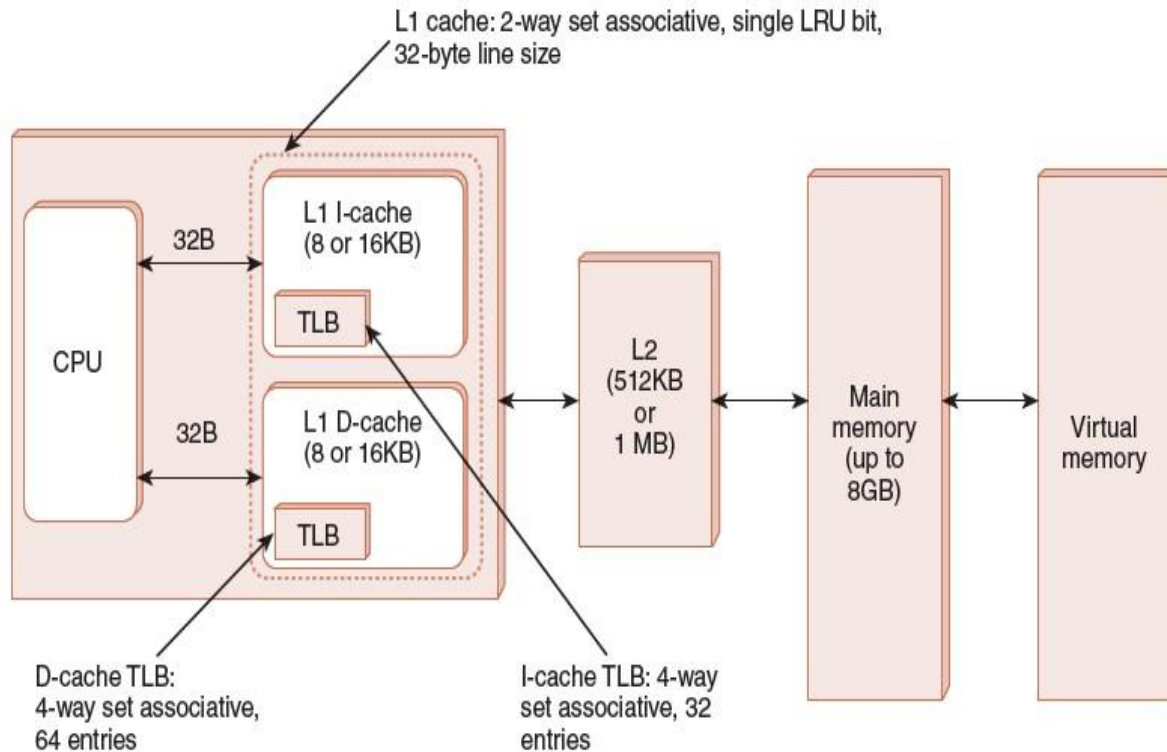 L1 cache: 2-way set associative, single LRU bit,
32-byte line size
CPU
32B
32B
L1 I-cache
(8 or 16KB)
TLB
L1 D-cache
(8 or 16KB)
TLB
L2
(512KB
or
1 MB)
Main
memory
(up to
8GB)
Virtual
memory
D-cache TLB:
4-way set associative,
64 entries
I-cache TLB: 4-way
set associative, 32
entries